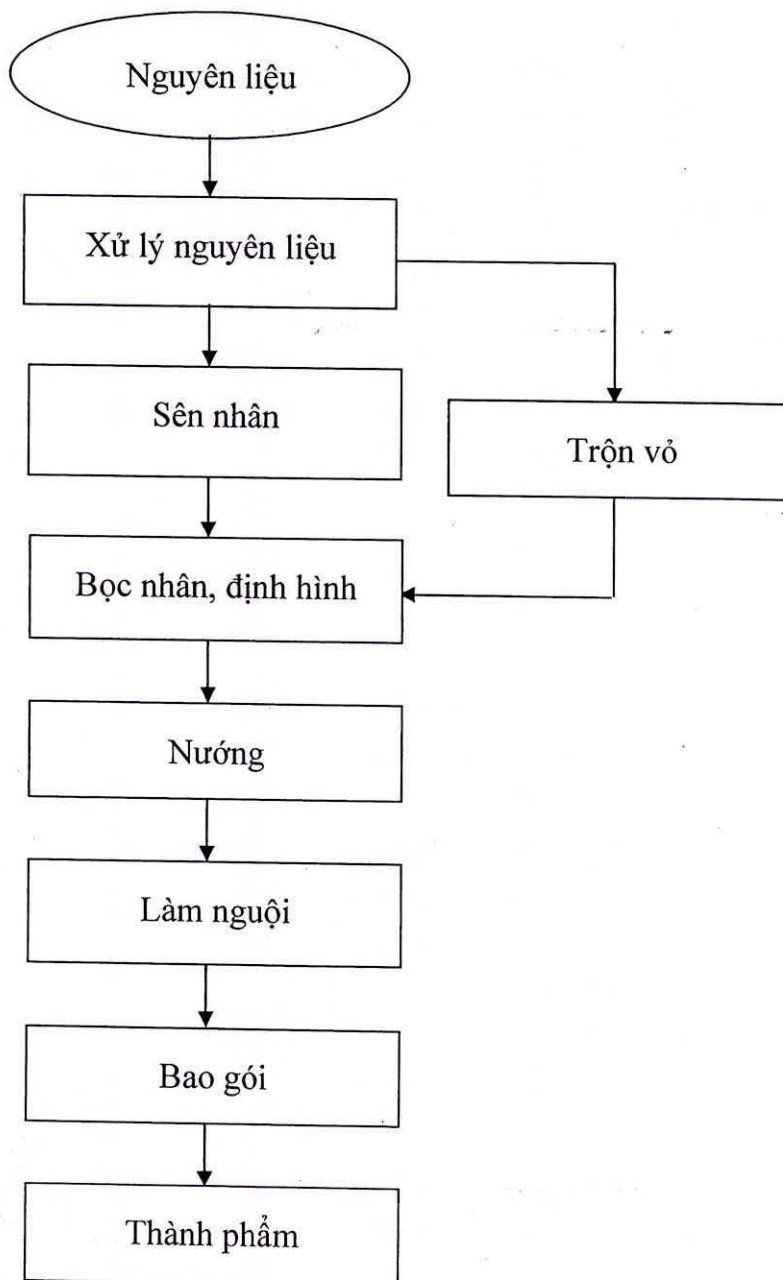 Nguyên liệu
Xử lý nguyên liệu
Sên nhân
Trộn vỏ
Bọc nhân, định hình
Nướng
Làm nguội
Bao gói
Thành phẩm